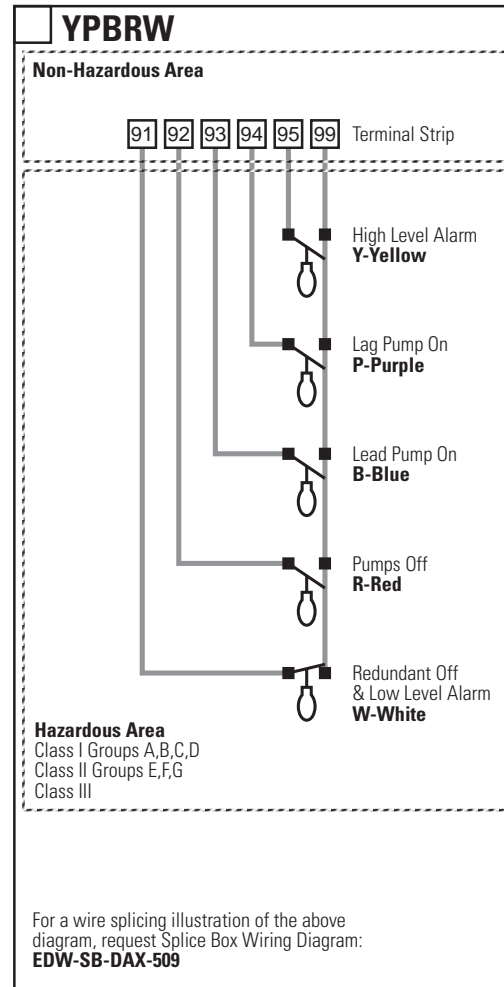 YPBRW
Non-Hazardous Area
91 92 93 94 95 99 Terminal Strip
High Level Alarm
Y-Yellow
Lag Pump On
P-Purple
Lead Pump On
B-Blue
Pumps Off
R-Red
Redundant Off
& Low Level Alarm
W-White
Hazardous Area
Class I Groups A,B,C,D
Class II Groups E,F,G
Class III
For a wire splicing illustration of the above
diagram, request Splice Box Wiring Diagram:
EDW-SB-DAX-509